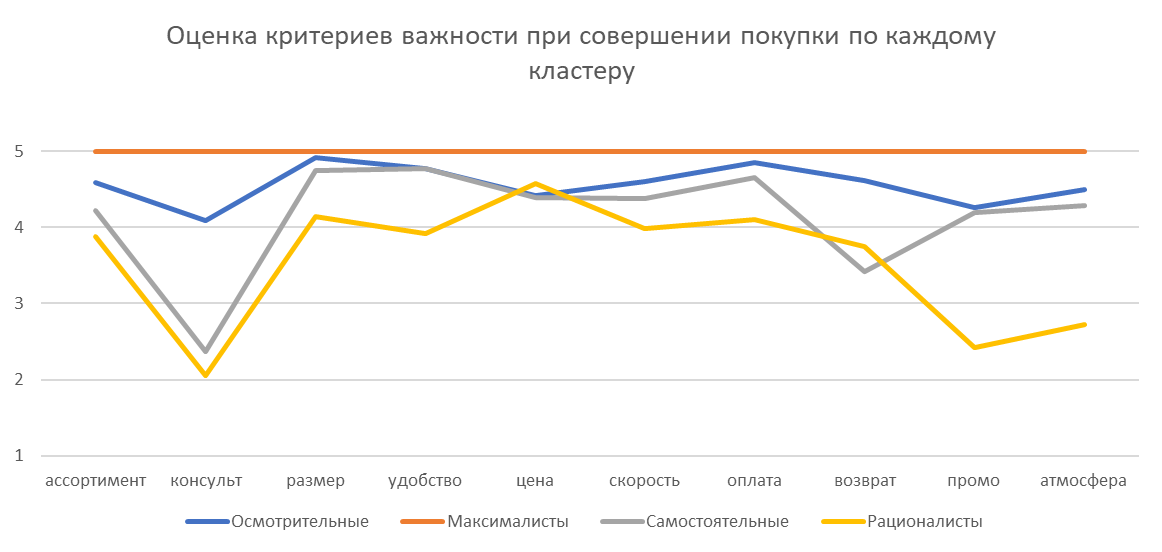 Оценка критериев важности при совершении покупки по каждому
кластеру
5
4
3
2
1
ассортимент консульт размер удобство цена скорость оплата возврат промо атмосфера
Осмотрительные Максималисты Самостоятельные Рационалисты